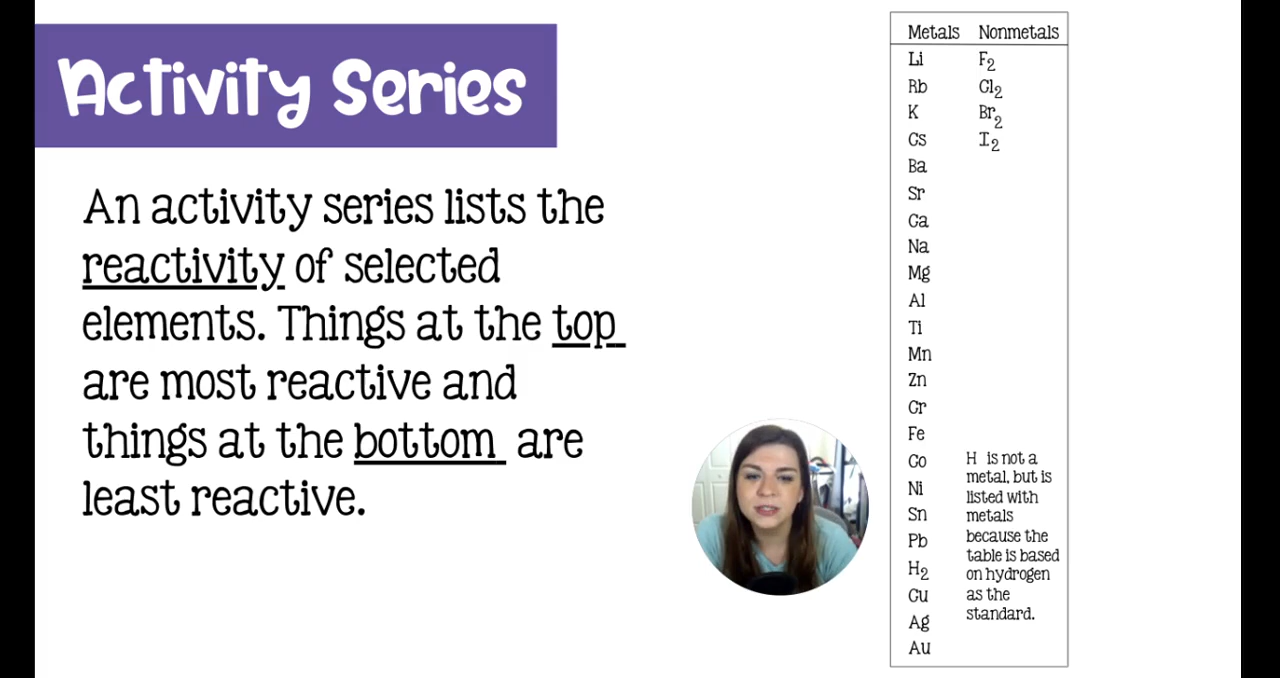 Activity Series
An activity series lists the
reactivity of selected
elements. Things at the top
are most reactive and
things at the bottom are
least reactive.
Metals Nonmetals
Li F₂
Rb Cl₂
K Br₂
Cs I₂
Ba
Sr
Ca
Na
Mg
Al
Ti
Mn
Zn
Cr
Fe
Co
Ni
Sn
Pb
H₂
Cu
Ag
Au
H is not a
metal, but is
listed with
metals
because the
table is based
on hydrogen
as the
standard.